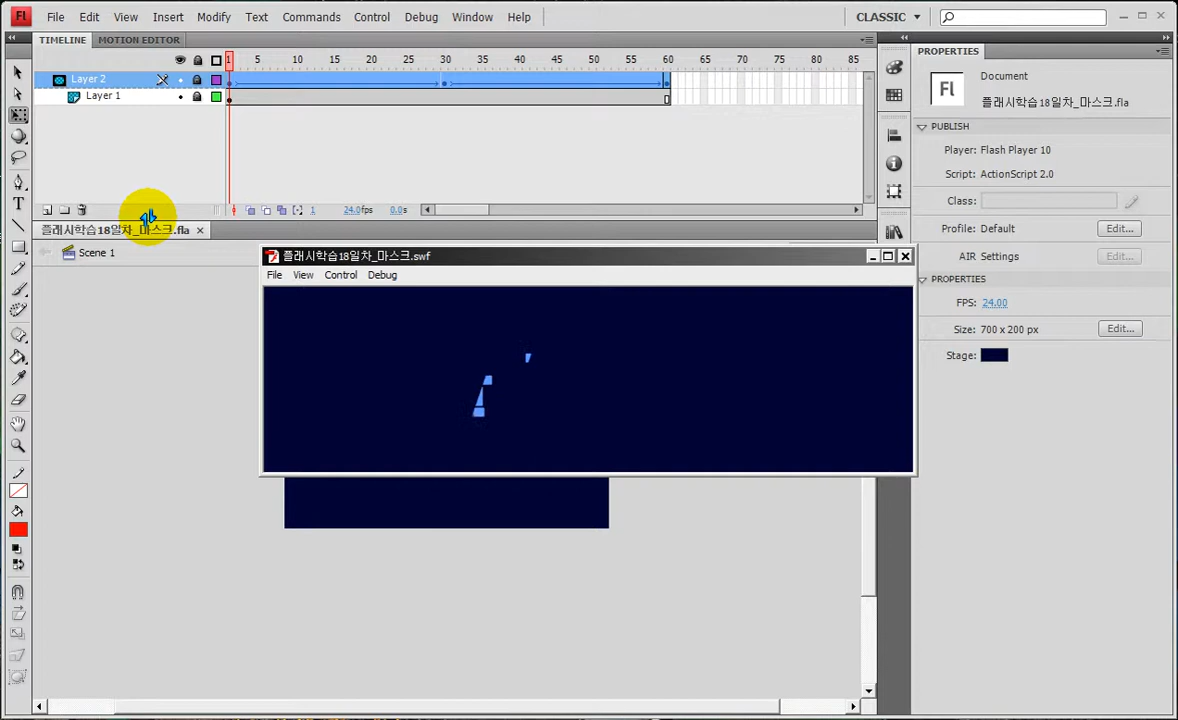 Fl File Edit View Insert Modify Text Commands Control Debug Window Help CLASSIC
TIMELINE MOTION EDITOR
1 5 10 15 20 25 30 35 40 45 50 55 60 65 70 75 80 85
Layer 2
Layer 1
1 24.0fps 0.0s
플래시학습18일차_마스크.fla
Scene 1
플래시학습18일차_마스크.swf
File View Control Debug
PROPERTIES
Fl
Document
플래시학습18일차_마스크.fla
PUBLISH
Player: Flash Player 10
Script: ActionScript 2.0
Class:
Profile: Default Edit...
AIR Settings Edit...
PROPERTIES
FPS: 24.00
Size: 700 x 200 px Edit...
Stage: